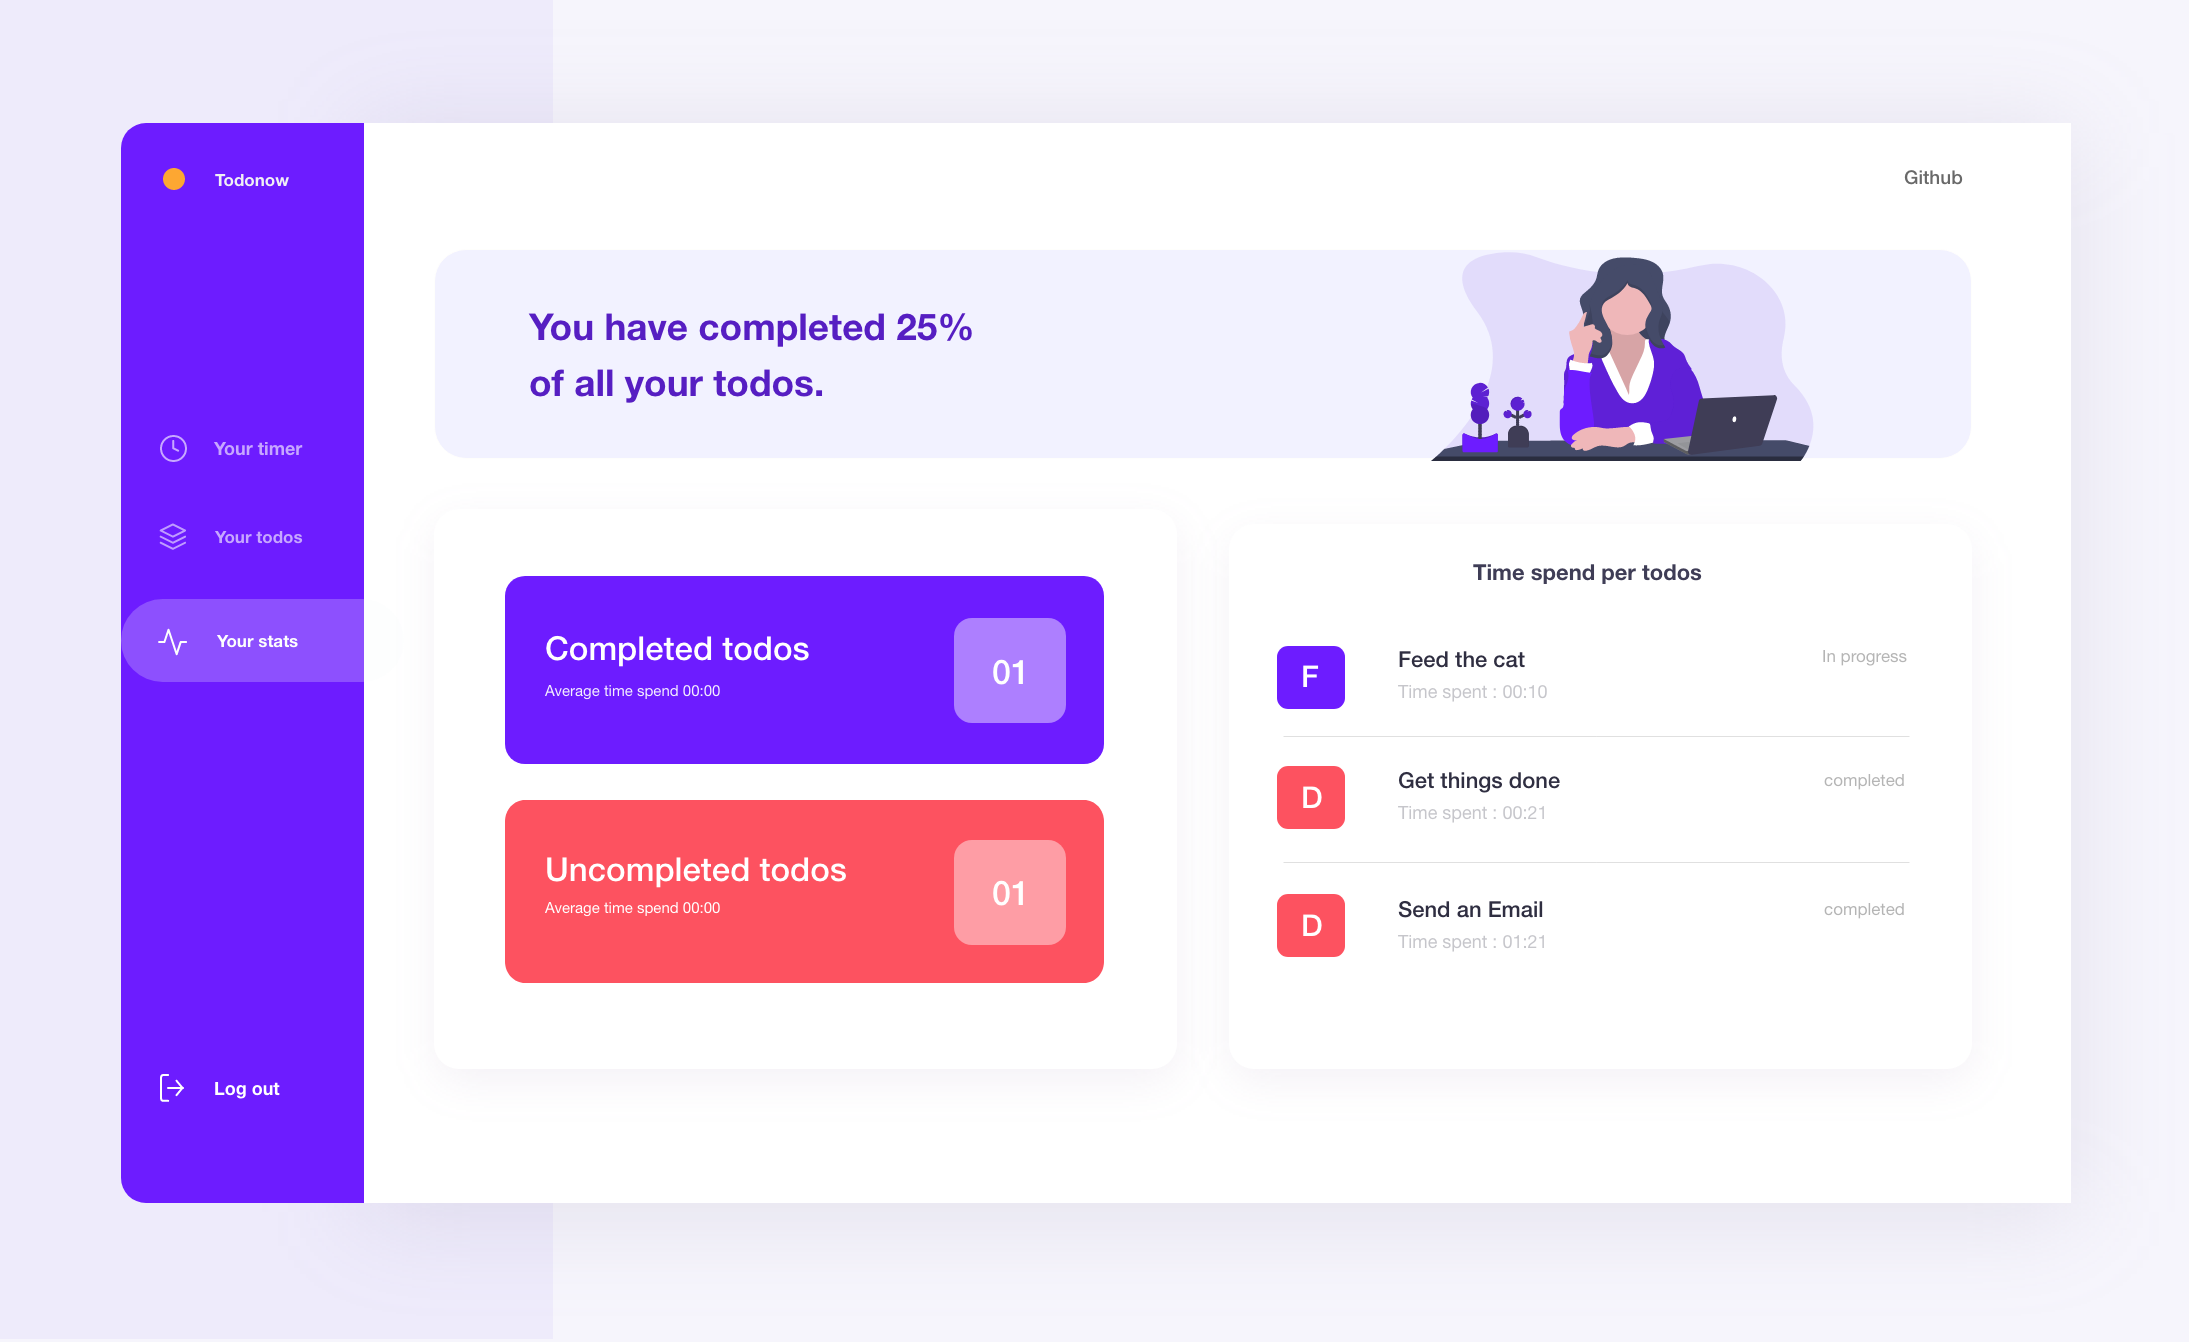 Todonow
Github
You have completed 25%
of all your todos.
Your timer
Your todos
Your stats
Log out
Completed todos
Average time spend 00:00
01
Uncompleted todos
Average time spend 00:00
01
Time spend per todos
F
Feed the cat
In progress
Time spent : 00:10
D
Get things done
completed
Time spent : 00:21
D
Send an Email
completed
Time spent : 01:21